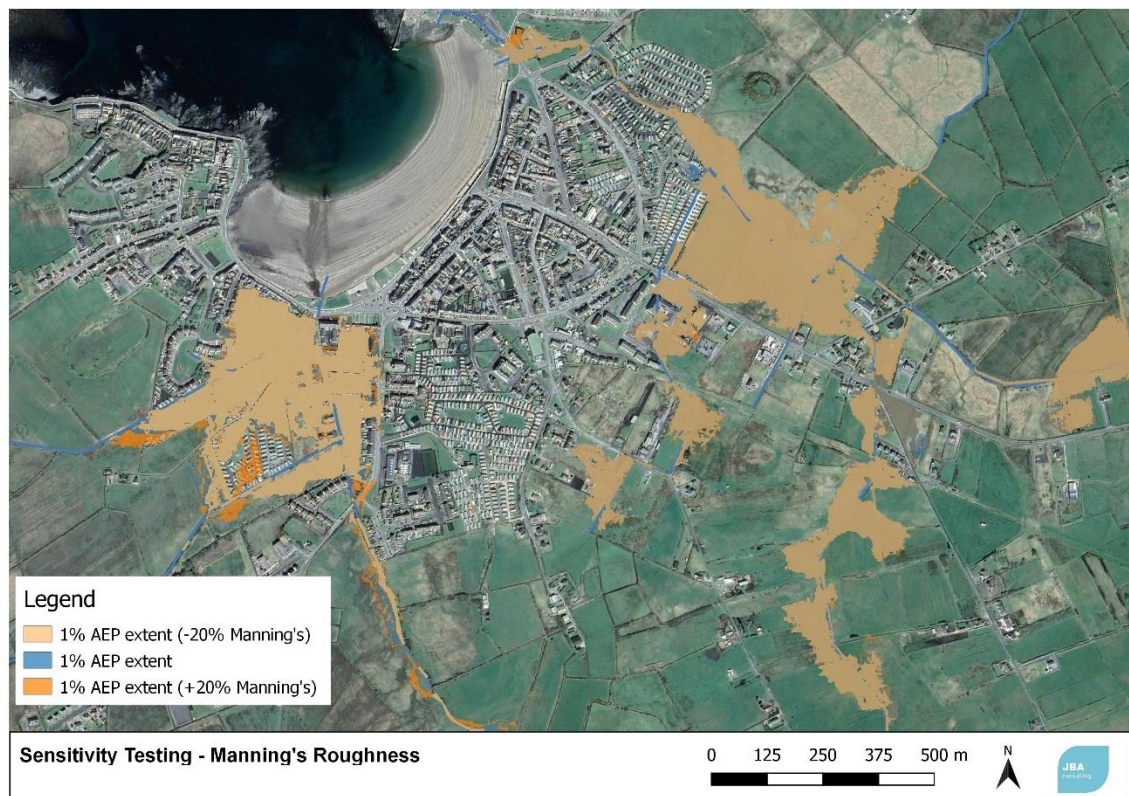 Legend
1% AEP extent (-20% Manning's)
1% AEP extent
1% AEP extent (+20% Manning's)
Sensitivity Testing - Manning's Roughness
0 125 250 375 500 m
N
JBA
consulting